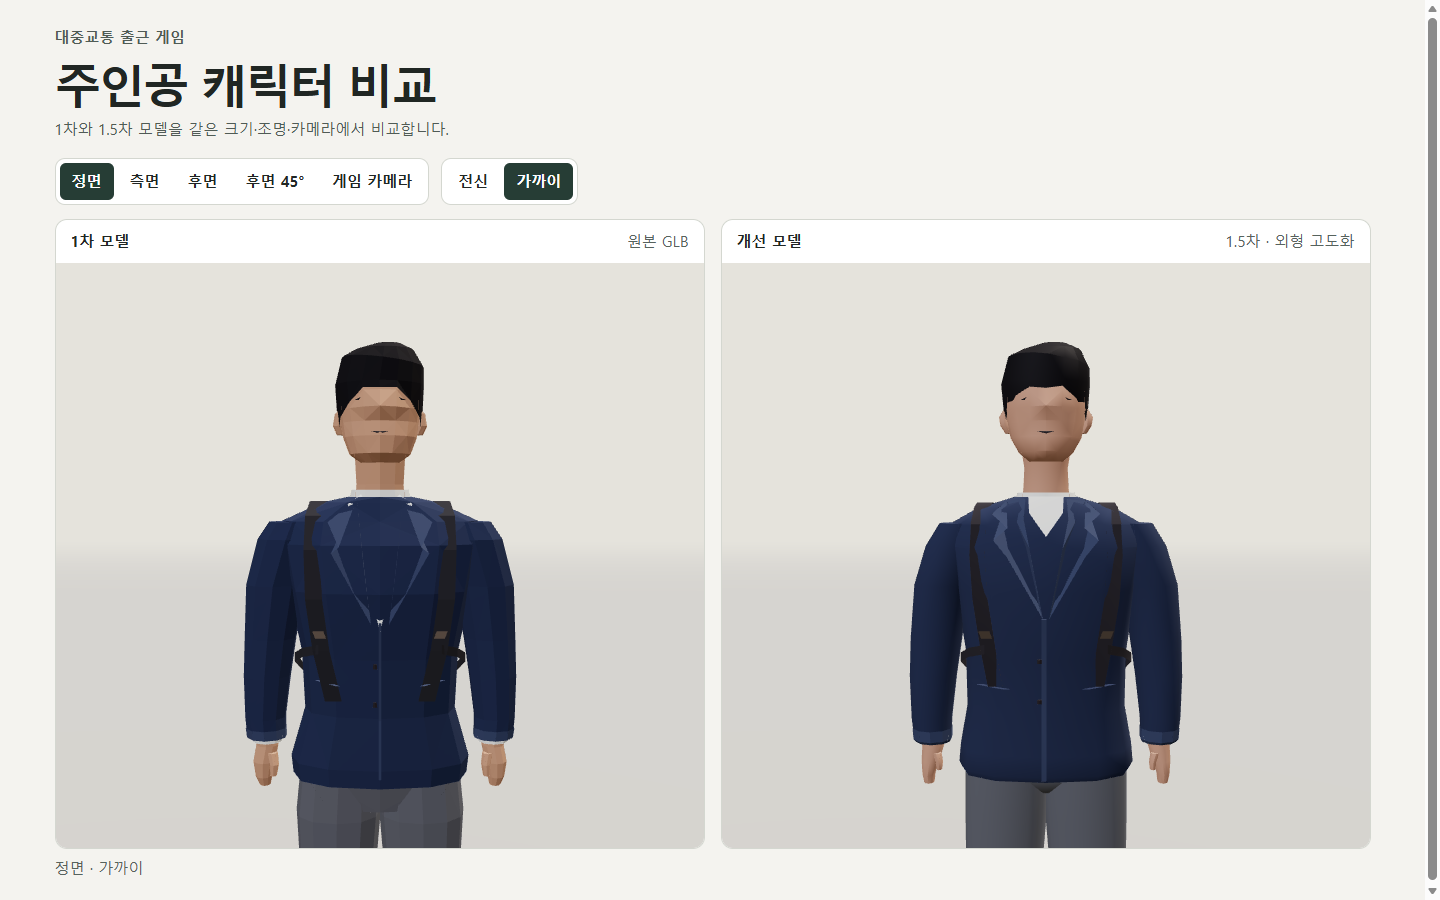 대중교통 출근 게임
주인공 캐릭터 비교
1차와 1.5차 모델을 같은 크기·조명·카메라에서 비교합니다.
정면 측면 후면 후면 45° 게임 카메라 전신 가까이
1차 모델 원본 GLB
개선 모델 1.5차 · 외형 고도화
정면 · 가까이